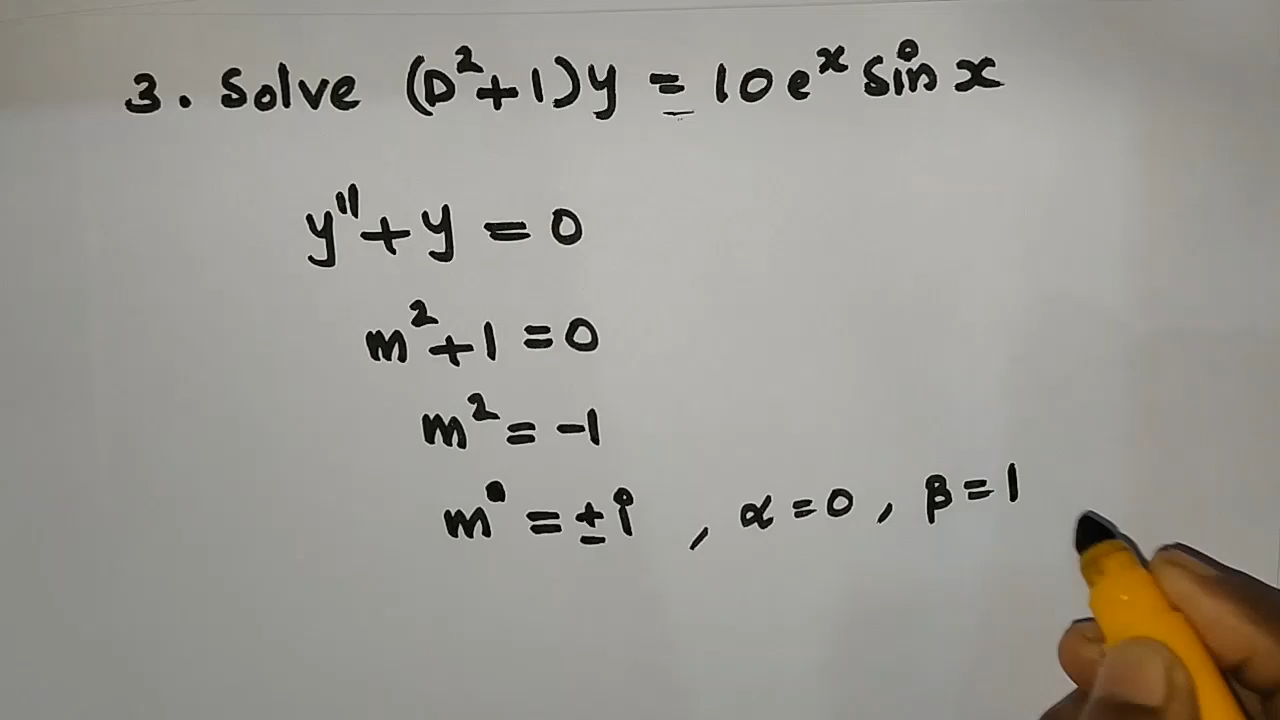 3. Solve (D²+1)y = 10eˣ sin x
y" + y = 0
m² + 1 = 0
m² = -1
m = ± i , α = 0 , β = 1